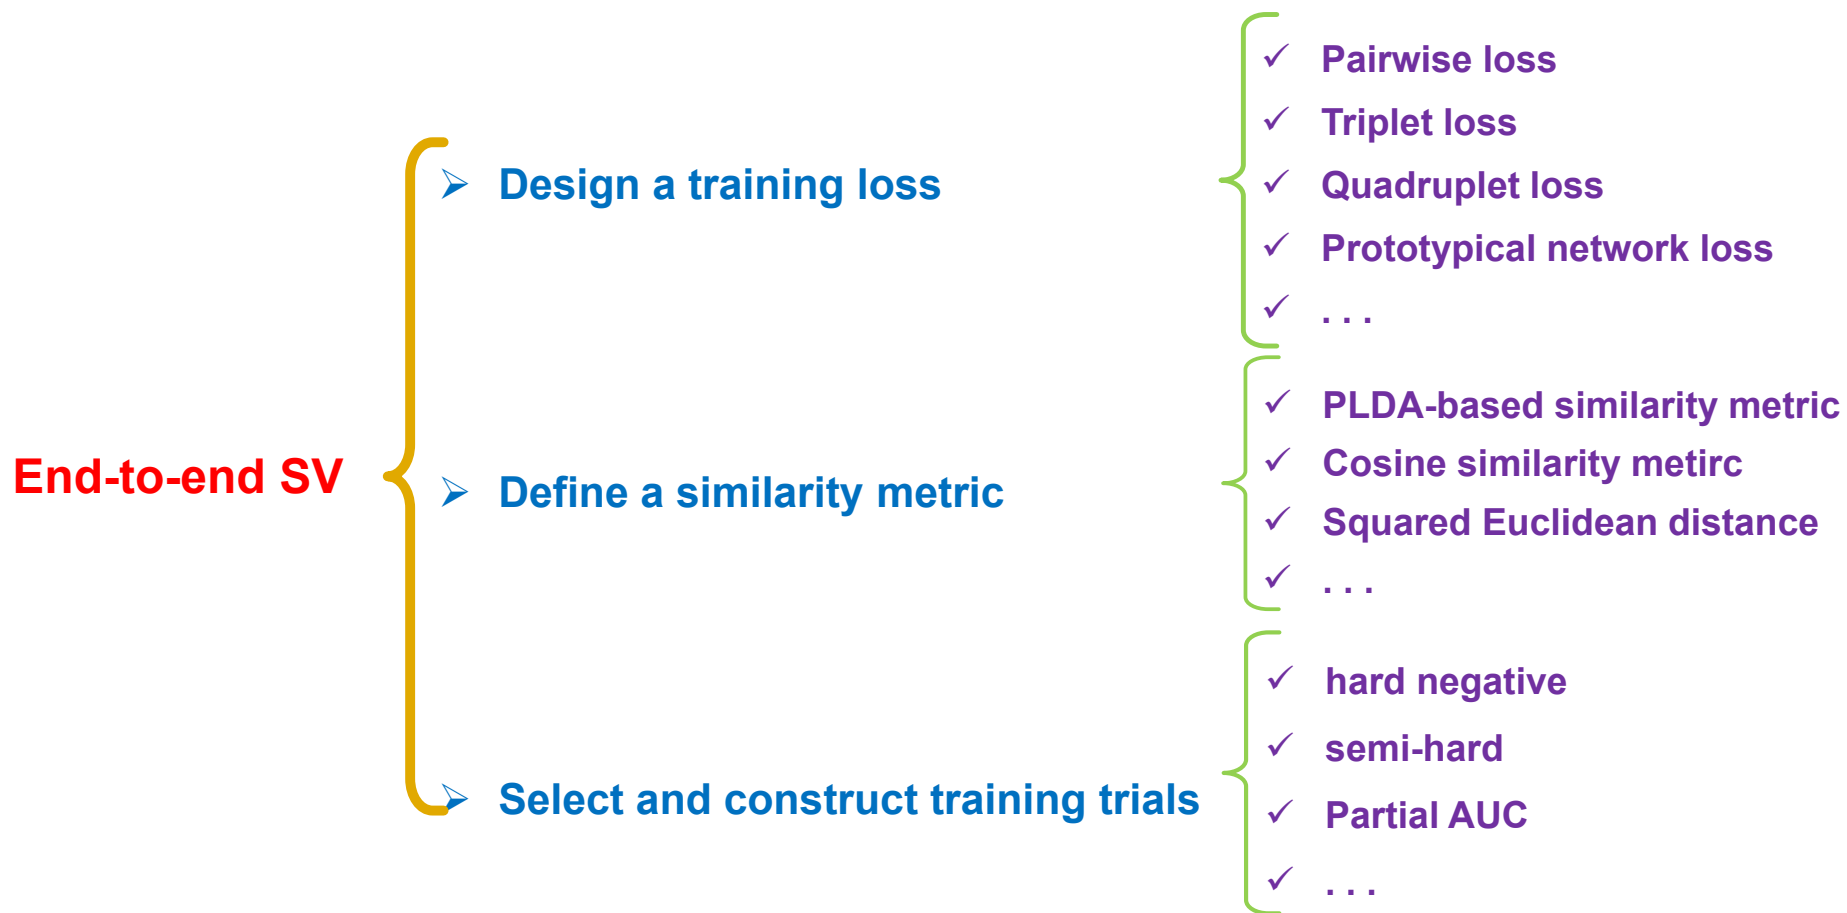 End-to-end SV
Design a training loss
Pairwise loss
Triplet loss
Quadruplet loss
Prototypical network loss
. . .
Define a similarity metric
PLDA-based similarity metric
Cosine similarity metirc
Squared Euclidean distance
. . .
Select and construct training trials
hard negative
semi-hard
Partial AUC
. . .